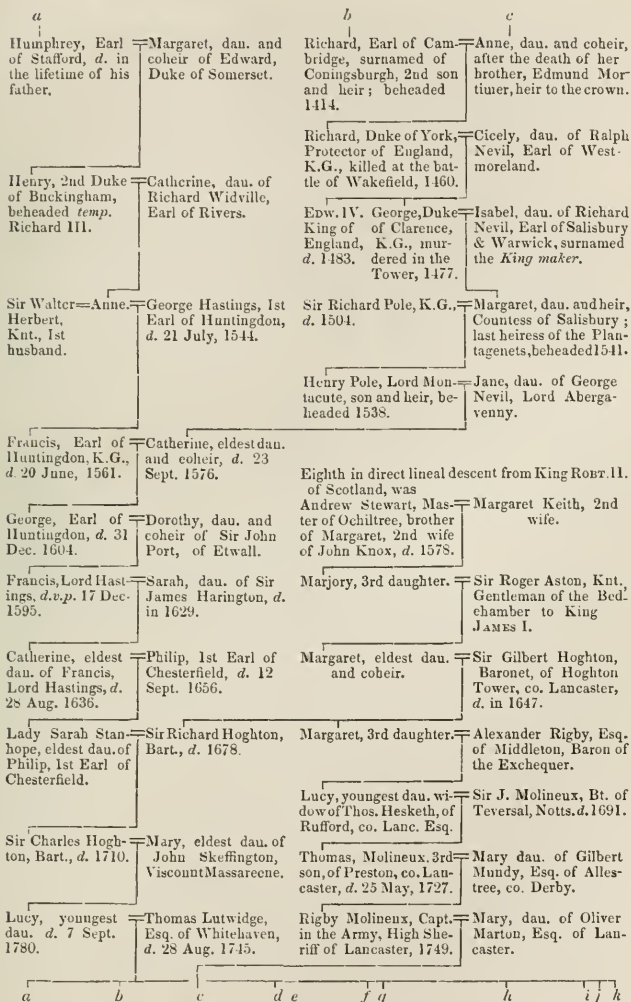 a
b
c
Humphrey, Earl
of Stafford, d. in
the lifetime of his
father.
Margaret, dau. and
coheir of Edward,
Duke of Somerset.
Henry, 2nd Duke
of Buckingham,
beheaded temp.
Richard III.
Catherine, dau. of
Richard Widville,
Earl of Rivers.
Sir Walter=Anne.
Herbert,
Knt., 1st
husband.
George Hastings, 1st
Earl of Huntingdon,
d. 21 July, 1544.
Francis, Earl of
Huntingdon, K.G.,
d. 20 June, 1561.
Catherine, eldest dau.
and coheir, d. 23
Sept. 1576.
George, Earl of
Huntingdon, d. 31
Dec. 1604.
Dorothy, dau. and
coheir of Sir John
Port, of Etwall.
Francis, Lord Hast-
ings, d.v.p. 17 Dec.
1595.
Sarah, dau. of Sir
James Harington, d.
in 1629.
Catherine, eldest
dau. of Francis,
Lord Hastings, d.
28 Aug. 1636.
Philip, 1st Earl of
Chesterfield, d. 12
Sept. 1656.
Lady Sarah Stan-
hope, eldest dau. of
Philip, 1st Earl of
Chesterfield.
Sir Richard Hoghton,
Bart., d. 1678.
Sir Charles Hogh-
ton, Bart., d. 1710.
Mary, eldest dau. of
John Skeffington,
Viscount Massareene.
Lucy, youngest
dau. d. 7 Sept.
1780.
Thomas Lutwidge,
Esq. of Whitehaven,
d. 28 Aug. 1745.
Richard, Earl of Cam-
bridge, surnamed of
Coningsburgh, 2nd son
and heir; beheaded
1414.
Anne, dau. and coheir,
after the death of her
brother, Edmund Mor-
timer, heir to the crown.
Richard, Duke of York,
Protector of England,
K.G., killed at the bat-
tle of Wakefield, 1460.
Cicely, dau. of Ralph
Nevil, Earl of West-
moreland.
EDW. IV.
King of
England,
d. 1483.
George, Duke
of Clarence,
K.G., mur-
dered in the
Tower, 1477.
Isabel, dau. of Richard
Nevil, Earl of Salisbury
& Warwick, surnamed
the King maker.
Sir Richard Pole, K.G.,
d. 1504.
Margaret, dau. and heir,
Countess of Salisbury;
last heiress of the Plan-
tagenets, beheaded 1541.
Henry Pole, Lord Mon-
tacute, son and heir, be-
headed 1538.
Jane, dau. of George
Nevil, Lord Aberga-
venny.
Eighth in direct lineal descent from King ROBT. II.
of Scotland, was
Andrew Stewart, Mas-
ter of Ochiltree, brother
of Margaret, 2nd wife
of John Knox, d. 1578.
Margaret Keith, 2nd
wife.
Marjory, 3rd daughter.
Sir Roger Aston, Knt.,
Gentleman of the Bed-
chamber to King
JAMES I.
Margaret, eldest dau.
and coheir.
Sir Gilbert Hoghton,
Baronet, of Hoghton
Tower, co. Lancaster,
d. in 1647.
Margaret, 3rd daughter.
Alexander Rigby, Esq.
of Middleton, Baron of
the Exchequer.
Lucy, youngest dau. wi-
dow of Thos. Hesketh, of
Rufford, co. Lanc. Esq.
Sir J. Molineux, Bt. of
Teversal, Notts. d. 1691.
Thomas, Molineux, 3rd
son, of Preston, co. Lan-
caster, d. 25 May, 1727.
Mary dau. of Gilbert
Mundy, Esq. of Alles-
tree, co. Derby.
Rigby Molineux, Capt.
in the Army, High She-
riff of Lancaster, 1749.
Mary, dau. of Oliver
Marton, Esq. of Lan-
caster.
a b c d e f g h i j k